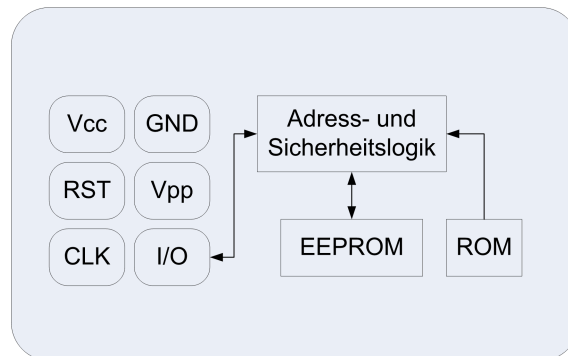 Vcc
GND
RST
Vpp
CLK
I/O
Adress- und
Sicherheitslogik
EEPROM
ROM